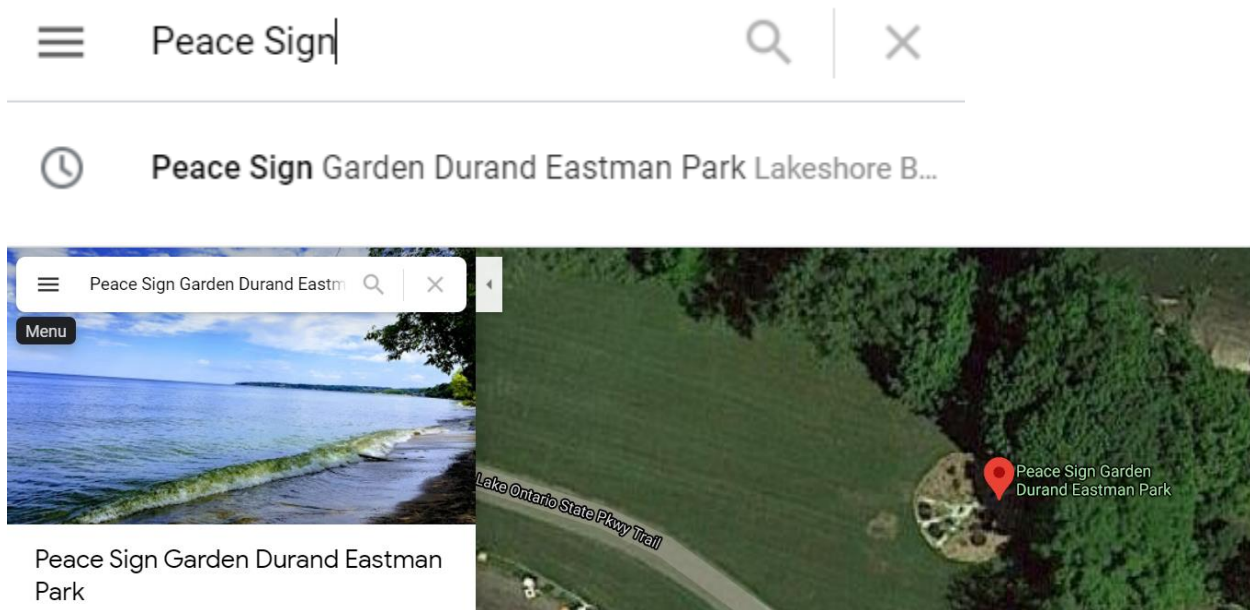 Peace Sign
Peace Sign Garden Durand Eastman Park Lakeshore B...
Peace Sign Garden Durand Eastm
Menu
Peace Sign Garden Durand Eastman
Park
Lake Ontario State Pkwy Trail
Peace Sign Garden
Durand Eastman Park